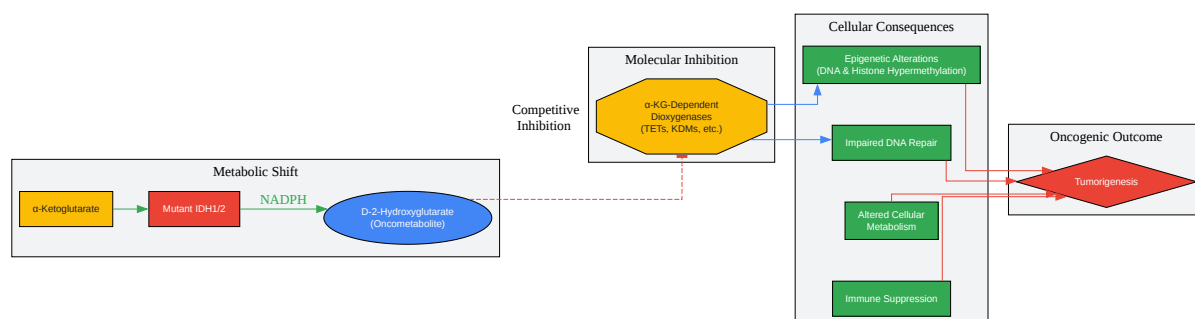 Metabolic Shift
α-Ketoglutarate
Mutant IDH1/2
NADPH
D-2-Hydroxyglutarate
(Oncometabolite)
Competitive
Inhibition
Molecular Inhibition
α-KG-Dependent
Dioxygenases
(TETs, KDMs, etc.)
Cellular Consequences
Epigenetic Alterations
(DNA & Histone Hypermethylation)
Impaired DNA Repair
Altered Cellular
Metabolism
Immune Suppression
Oncogenic Outcome
Tumorigenesis